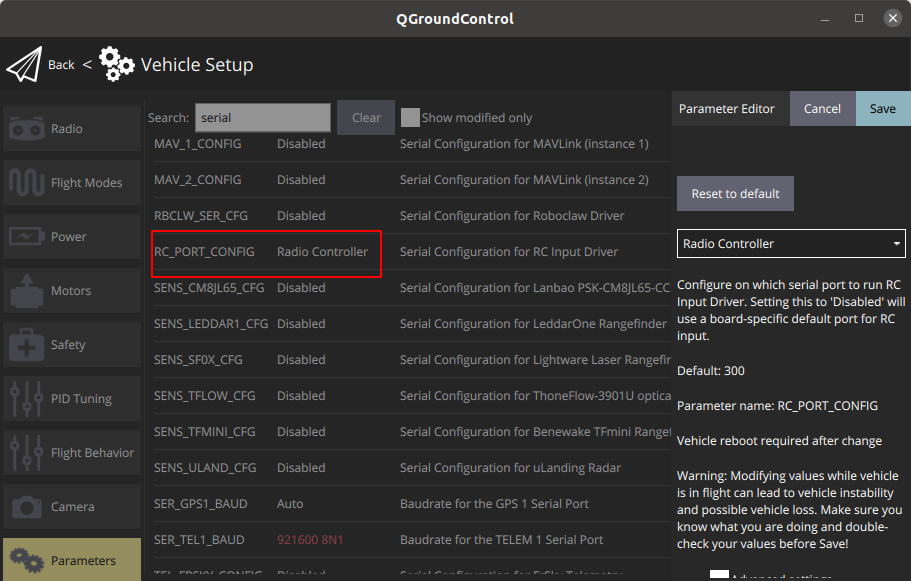 QGroundControl
Back < Vehicle Setup
Radio
Flight Modes
Power
Motors
Safety
PID Tuning
Flight Behavior
Camera
Parameters
Search: serial Clear Show modified only
MAV_1_CONFIG Disabled Serial Configuration for MAVLink (instance 1)
MAV_2_CONFIG Disabled Serial Configuration for MAVLink (instance 2)
RBCLW_SER_CFG Disabled Serial Configuration for Roboclaw Driver
RC_PORT_CONFIG Radio Controller Serial Configuration for RC Input Driver
SENS_CM8JL65_CFG Disabled Serial Configuration for Lanbao PSK-CM8JL65-CC
SENS_LEDDAR1_CFG Disabled Serial Configuration for LeddarOne Rangefinder
SENS_SF0X_CFG Disabled Serial Configuration for Lightware Laser Rangefir
SENS_TFLOW_CFG Disabled Serial Configuration for ThoneFlow-3901U optica
SENS_TFMINI_CFG Disabled Serial Configuration for Benewake TFmini Rangef
SENS_ULAND_CFG Disabled Serial Configuration for uLanding Radar
SER_GPS1_BAUD Auto Baudrate for the GPS 1 Serial Port
SER_TEL1_BAUD 921600 8N1 Baudrate for the TELEM 1 Serial Port
Parameter Editor Cancel Save
Reset to default
Radio Controller
Configure on which serial port to run RC
Input Driver. Setting this to 'Disabled' will
use a board-specific default port for RC
input.
Default: 300
Parameter name: RC_PORT_CONFIG
Vehicle reboot required after change
Warning: Modifying values while vehicle
is in flight can lead to vehicle instability
and possible vehicle loss. Make sure you
know what you are doing and double-
check your values before Save!
Advanced settings